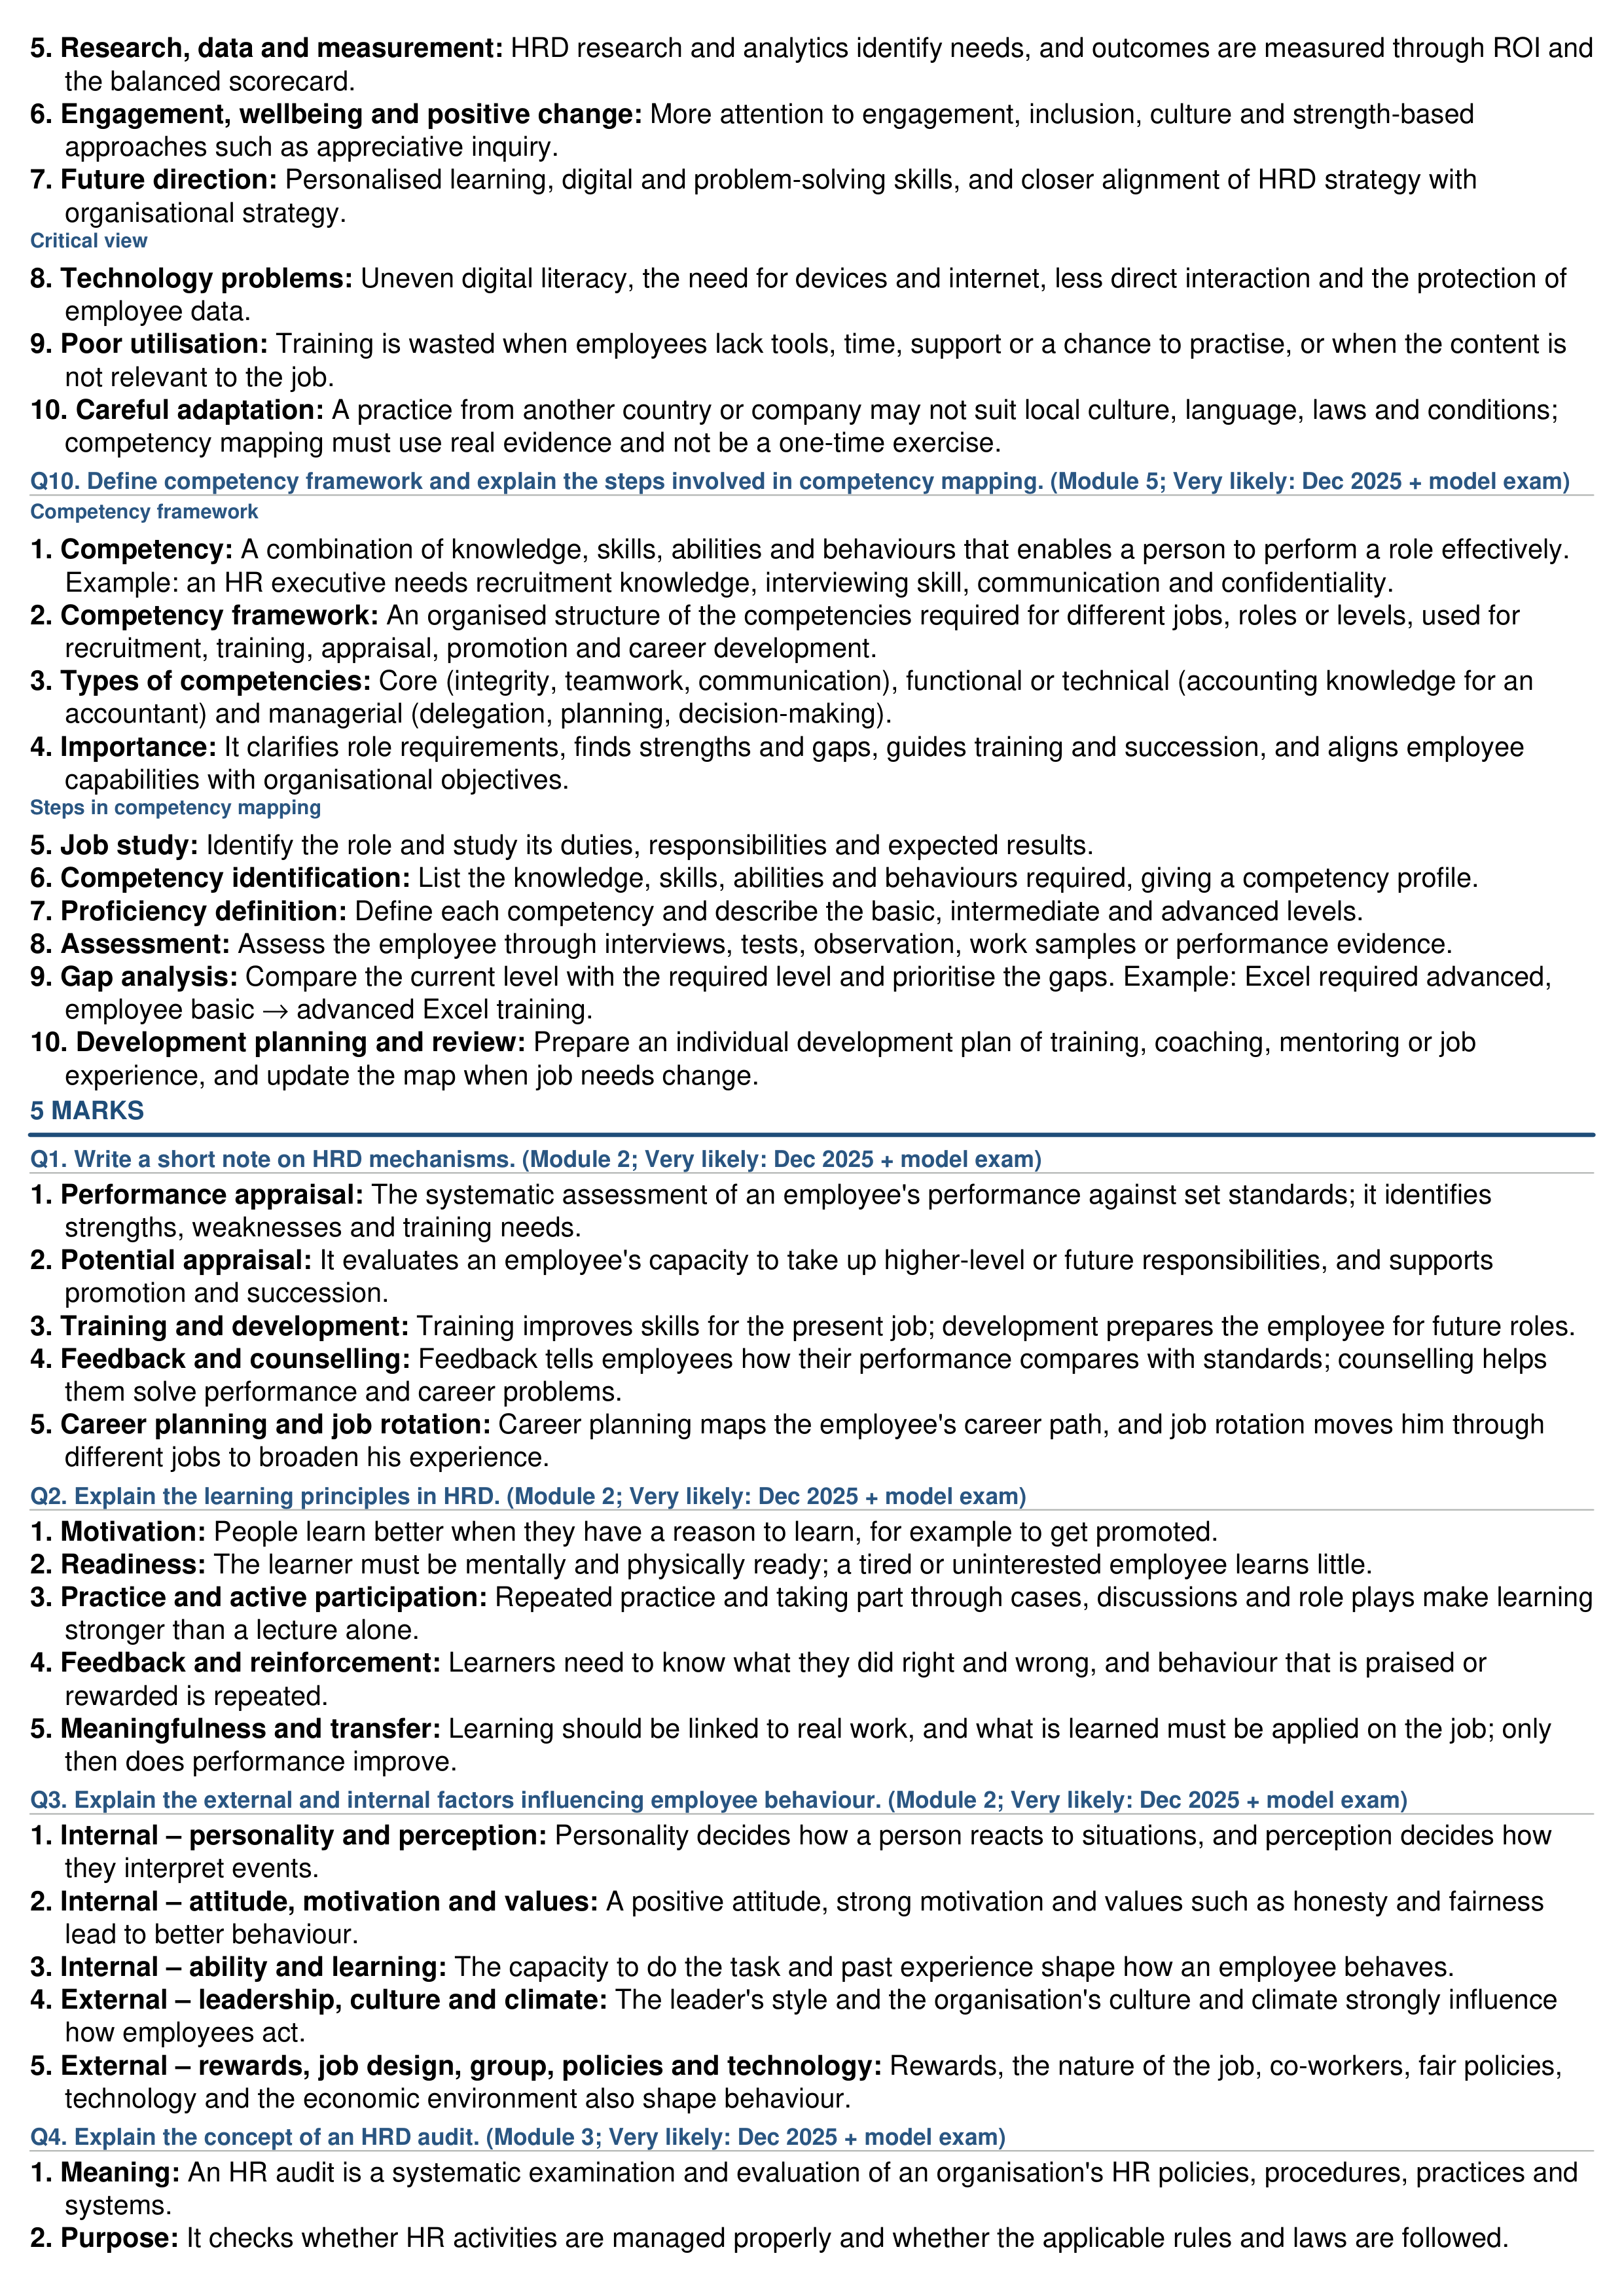 5. Research, data and measurement: HRD research and analytics identify needs, and outcomes are measured through ROI and
the balanced scorecard.
6. Engagement, wellbeing and positive change: More attention to engagement, inclusion, culture and strength-based
approaches such as appreciative inquiry.
7. Future direction: Personalised learning, digital and problem-solving skills, and closer alignment of HRD strategy with
organisational strategy.
Critical view
8. Technology problems: Uneven digital literacy, the need for devices and internet, less direct interaction and the protection of
employee data.
9. Poor utilisation: Training is wasted when employees lack tools, time, support or a chance to practise, or when the content is
not relevant to the job.
10. Careful adaptation: A practice from another country or company may not suit local culture, language, laws and conditions;
competency mapping must use real evidence and not be a one-time exercise.
Q10. Define competency framework and explain the steps involved in competency mapping. (Module 5; Very likely: Dec 2025 + model exam)
Competency framework
1. Competency: A combination of knowledge, skills, abilities and behaviours that enables a person to perform a role effectively.
Example: an HR executive needs recruitment knowledge, interviewing skill, communication and confidentiality.
2. Competency framework: An organised structure of the competencies required for different jobs, roles or levels, used for
recruitment, training, appraisal, promotion and career development.
3. Types of competencies: Core (integrity, teamwork, communication), functional or technical (accounting knowledge for an
accountant) and managerial (delegation, planning, decision-making).
4. Importance: It clarifies role requirements, finds strengths and gaps, guides training and succession, and aligns employee
capabilities with organisational objectives.
Steps in competency mapping
5. Job study: Identify the role and study its duties, responsibilities and expected results.
6. Competency identification: List the knowledge, skills, abilities and behaviours required, giving a competency profile.
7. Proficiency definition: Define each competency and describe the basic, intermediate and advanced levels.
8. Assessment: Assess the employee through interviews, tests, observation, work samples or performance evidence.
9. Gap analysis: Compare the current level with the required level and prioritise the gaps. Example: Excel required advanced,
employee basic → advanced Excel training.
10. Development planning and review: Prepare an individual development plan of training, coaching, mentoring or job
experience, and update the map when job needs change.
5 MARKS
Q1. Write a short note on HRD mechanisms. (Module 2; Very likely: Dec 2025 + model exam)
1. Performance appraisal: The systematic assessment of an employee's performance against set standards; it identifies
strengths, weaknesses and training needs.
2. Potential appraisal: It evaluates an employee's capacity to take up higher-level or future responsibilities, and supports
promotion and succession.
3. Training and development: Training improves skills for the present job; development prepares the employee for future roles.
4. Feedback and counselling: Feedback tells employees how their performance compares with standards; counselling helps
them solve performance and career problems.
5. Career planning and job rotation: Career planning maps the employee's career path, and job rotation moves him through
different jobs to broaden his experience.
Q2. Explain the learning principles in HRD. (Module 2; Very likely: Dec 2025 + model exam)
1. Motivation: People learn better when they have a reason to learn, for example to get promoted.
2. Readiness: The learner must be mentally and physically ready; a tired or uninterested employee learns little.
3. Practice and active participation: Repeated practice and taking part through cases, discussions and role plays make learning
stronger than a lecture alone.
4. Feedback and reinforcement: Learners need to know what they did right and wrong, and behaviour that is praised or
rewarded is repeated.
5. Meaningfulness and transfer: Learning should be linked to real work, and what is learned must be applied on the job; only
then does performance improve.
Q3. Explain the external and internal factors influencing employee behaviour. (Module 2; Very likely: Dec 2025 + model exam)
1. Internal – personality and perception: Personality decides how a person reacts to situations, and perception decides how
they interpret events.
2. Internal – attitude, motivation and values: A positive attitude, strong motivation and values such as honesty and fairness
lead to better behaviour.
3. Internal – ability and learning: The capacity to do the task and past experience shape how an employee behaves.
4. External – leadership, culture and climate: The leader's style and the organisation's culture and climate strongly influence
how employees act.
5. External – rewards, job design, group, policies and technology: Rewards, the nature of the job, co-workers, fair policies,
technology and the economic environment also shape behaviour.
Q4. Explain the concept of an HRD audit. (Module 3; Very likely: Dec 2025 + model exam)
1. Meaning: An HR audit is a systematic examination and evaluation of an organisation's HR policies, procedures, practices and
systems.
2. Purpose: It checks whether HR activities are managed properly and whether the applicable rules and laws are followed.